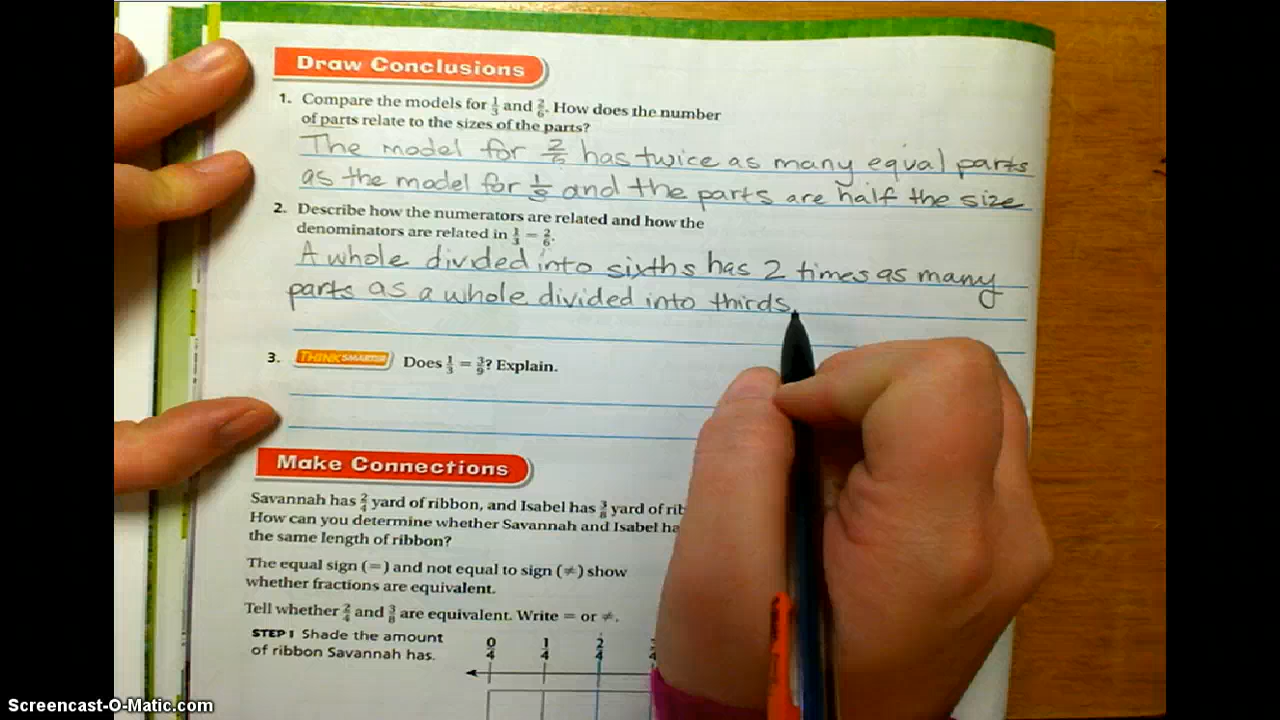 Draw Conclusions
1. Compare the models for 1/3 and 2/6. How does the number
of parts relate to the sizes of the parts?
The model for 2/6 has twice as many equal parts
as the model for 1/3 and the parts are half the size
2. Describe how the numerators are related and how the
denominators are related in 1/3 = 2/6.
A whole divided into sixths has 2 times as many
parts as a whole divided into thirds.
3. THINK SMARTER Does 1/3 = 3/9? Explain.
Make Connections
Savannah has 2/4 yard of ribbon, and Isabel has 3/8 yard of rib
How can you determine whether Savannah and Isabel ha
the same length of ribbon?
The equal sign (=) and not equal to sign (≠) show
whether fractions are equivalent.
Tell whether 2/4 and 3/8 are equivalent. Write = or ≠.
STEP 1 Shade the amount
of ribbon Savannah has.
0/4 1/4 2/4
Screencast-O-Matic.com